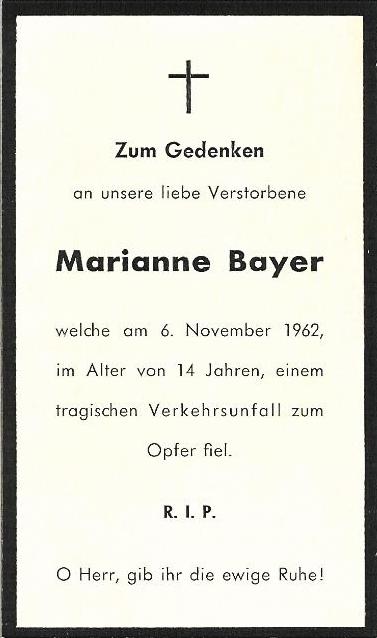 Zum Gedenken
an unsere liebe Verstorbene
Marianne Bayer
welche am 6. November 1962,
im Alter von 14 Jahren, einem
tragischen Verkehrsunfall zum
Opfer fiel.
R. I. P.
O Herr, gib ihr die ewige Ruhe!